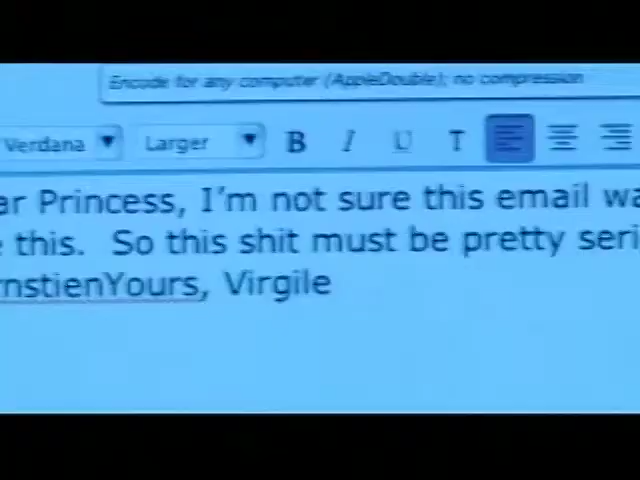 Encode for any computer (AppleDouble); no compression
Verdana Larger B I U T
ar Princess, I'm not sure this email wa
e this. So this shit must be pretty seri
rnstienYours, Virgile